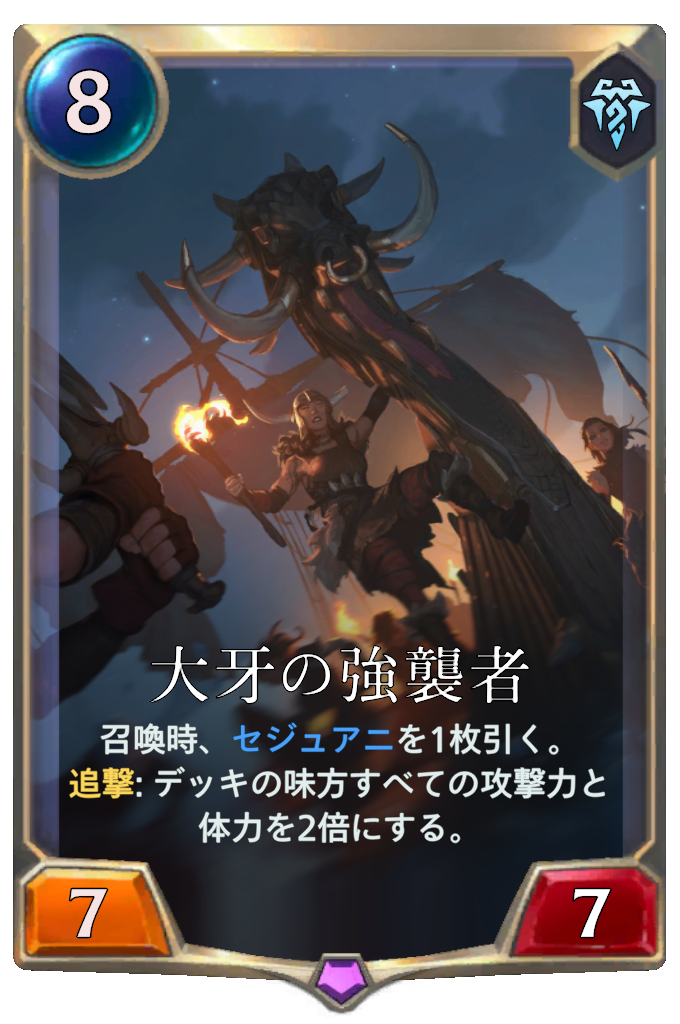 8
大牙の強襲者
召喚時、セジュアニを1枚引く。
追撃: デッキの味方すべての攻撃力と
体力を2倍にする。
7
7